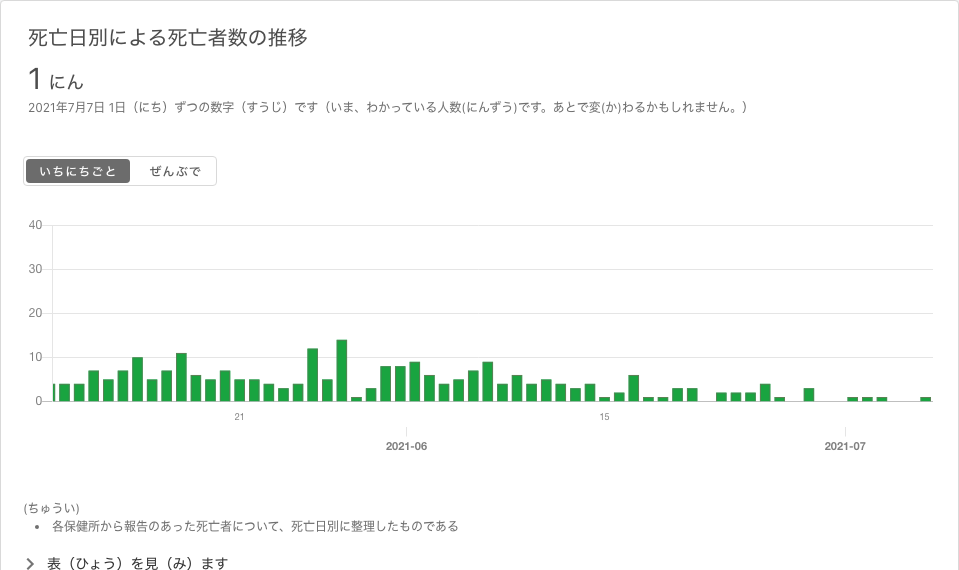 死亡日別による死亡者数の推移
1 にん
2021年7月7日 1日（にち）ずつの数字（すうじ）です（いま、わかっている人数(にんずう)です。あとで変(か)わるかもしれません。）
いちにちごと ぜんぶで
40
30
20
10
0
21 15
2021-06 2021-07
(ちゅうい)
• 各保健所から報告のあった死亡者について、死亡日別に整理したものである
表（ひょう）を見（み）ます